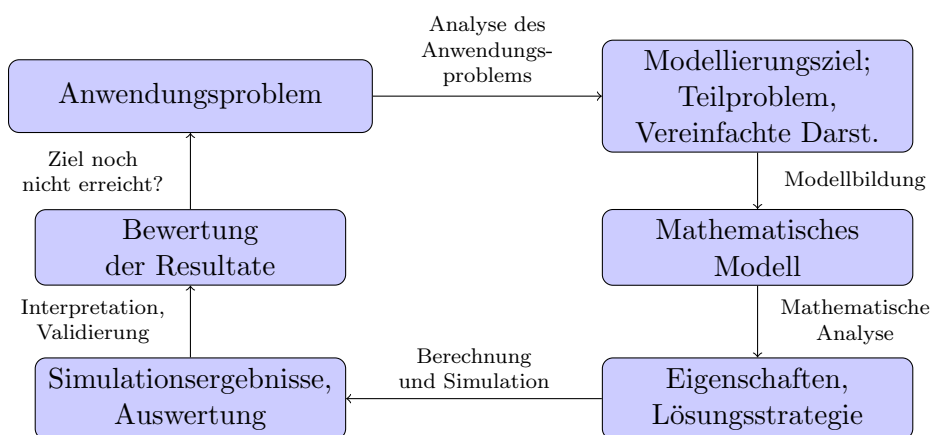 Anwendungsproblem
Analyse des
Anwendungs-
problems
Modellierungsziel;
Teilproblem,
Vereinfachte Darst.
Modellbildung
Mathematisches
Modell
Mathematische
Analyse
Eigenschaften,
Lösungsstrategie
Berechnung
und Simulation
Simulationsergebnisse,
Auswertung
Interpretation,
Validierung
Bewertung
der Resultate
Ziel noch
nicht erreicht?